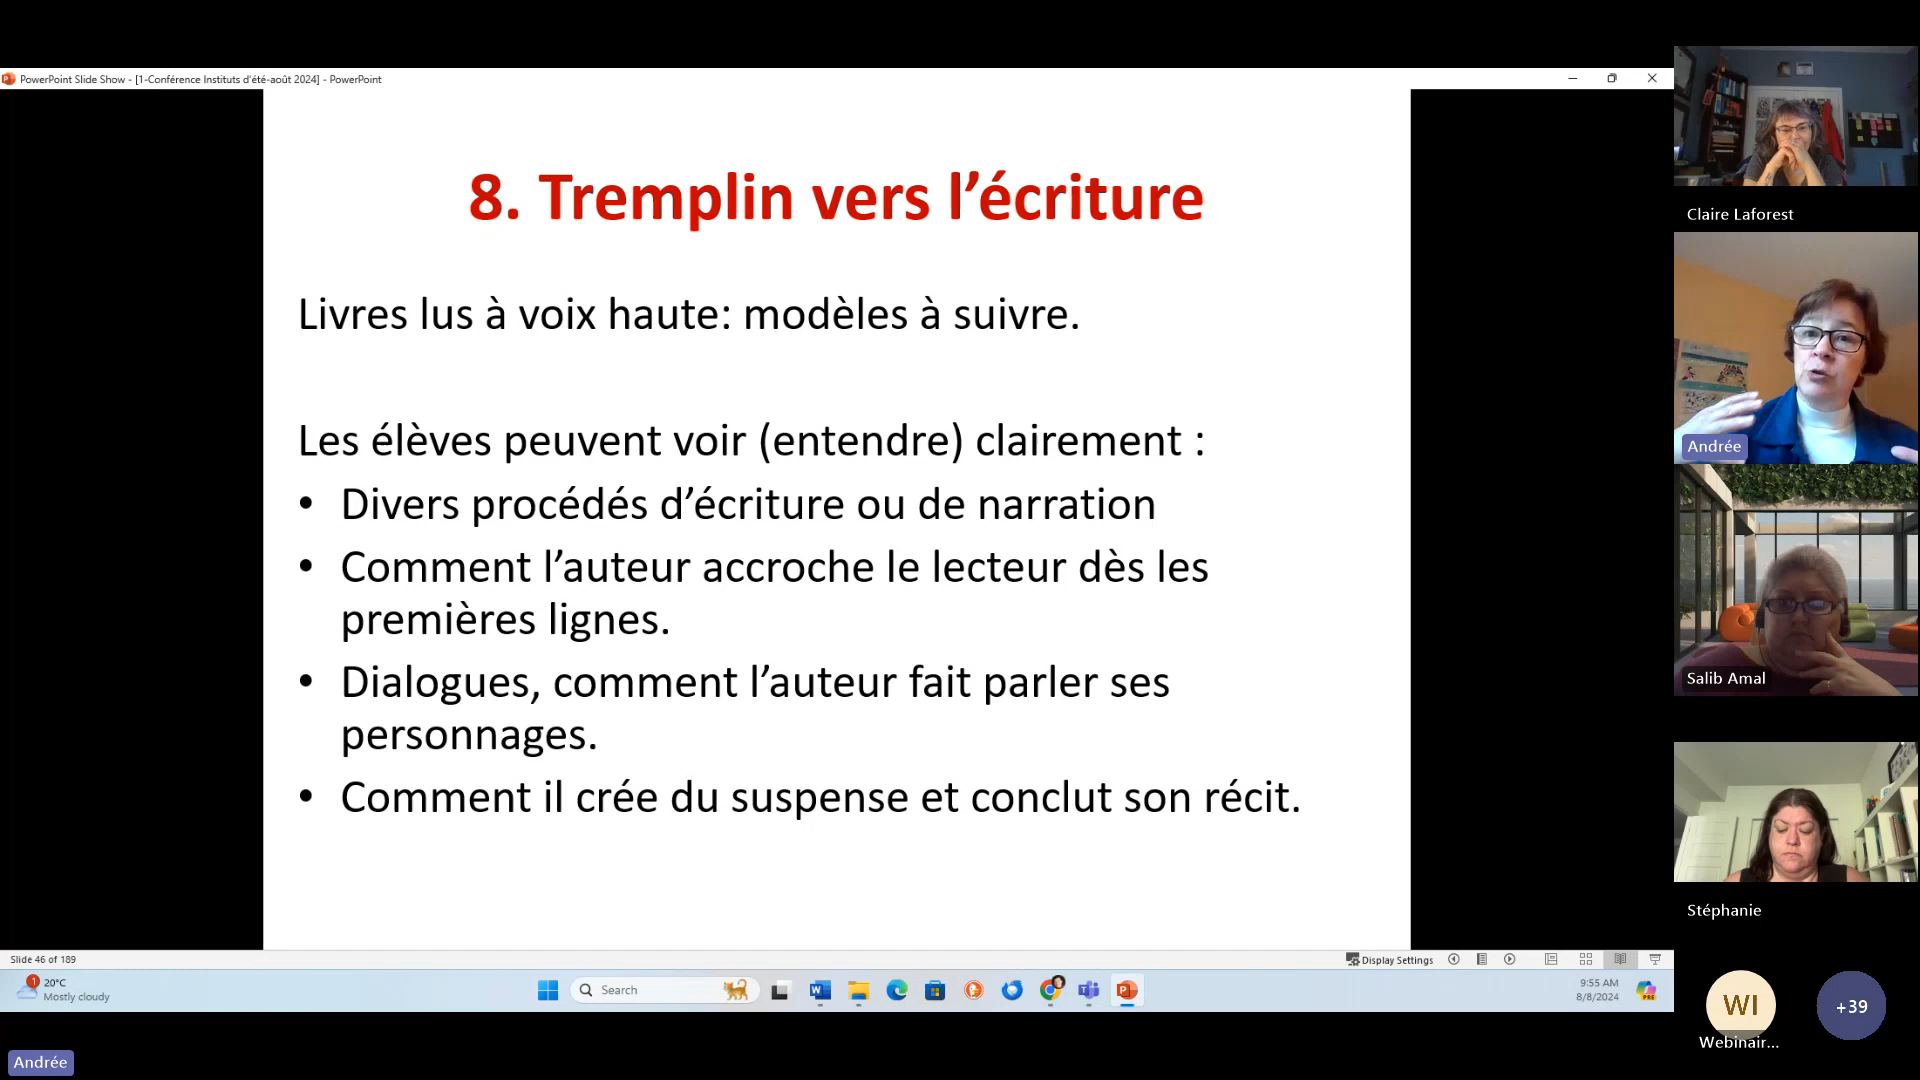 PowerPoint Slide Show - [1-Conférence Instituts d'été-août 2024] - PowerPoint
8. Tremplin vers l’écriture
Livres lus à voix haute: modèles à suivre.
Les élèves peuvent voir (entendre) clairement :
• Divers procédés d’écriture ou de narration
• Comment l’auteur accroche le lecteur dès les
premières lignes.
• Dialogues, comment l’auteur fait parler ses
personnages.
• Comment il crée du suspense et conclut son récit.
Slide 46 of 189
Display Settings
1
20°C
Mostly cloudy
Search
9:55 AM
8/8/2024
PRE
Claire Laforest
Andrée
Salib Amal
Stéphanie
WI
Webinair...
+39
Andrée